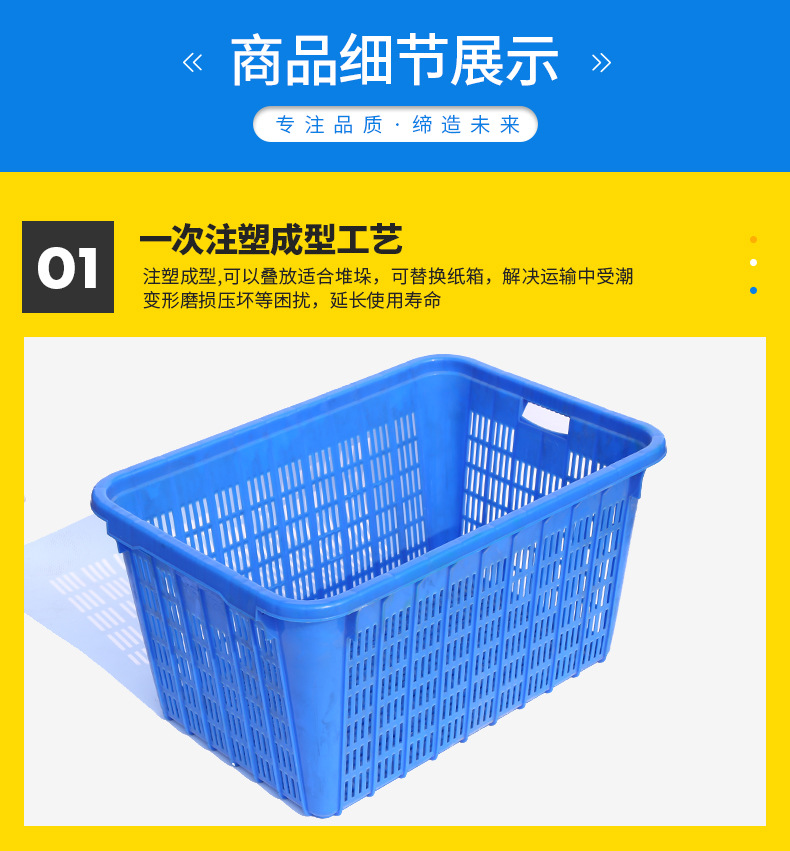 « 商品细节展示 »
专注品质·缔造未来
01
一次注塑成型工艺
注塑成型,可以叠放适合堆垛，可替换纸箱，解决运输中受潮
变形磨损压坏等困扰，延长使用寿命